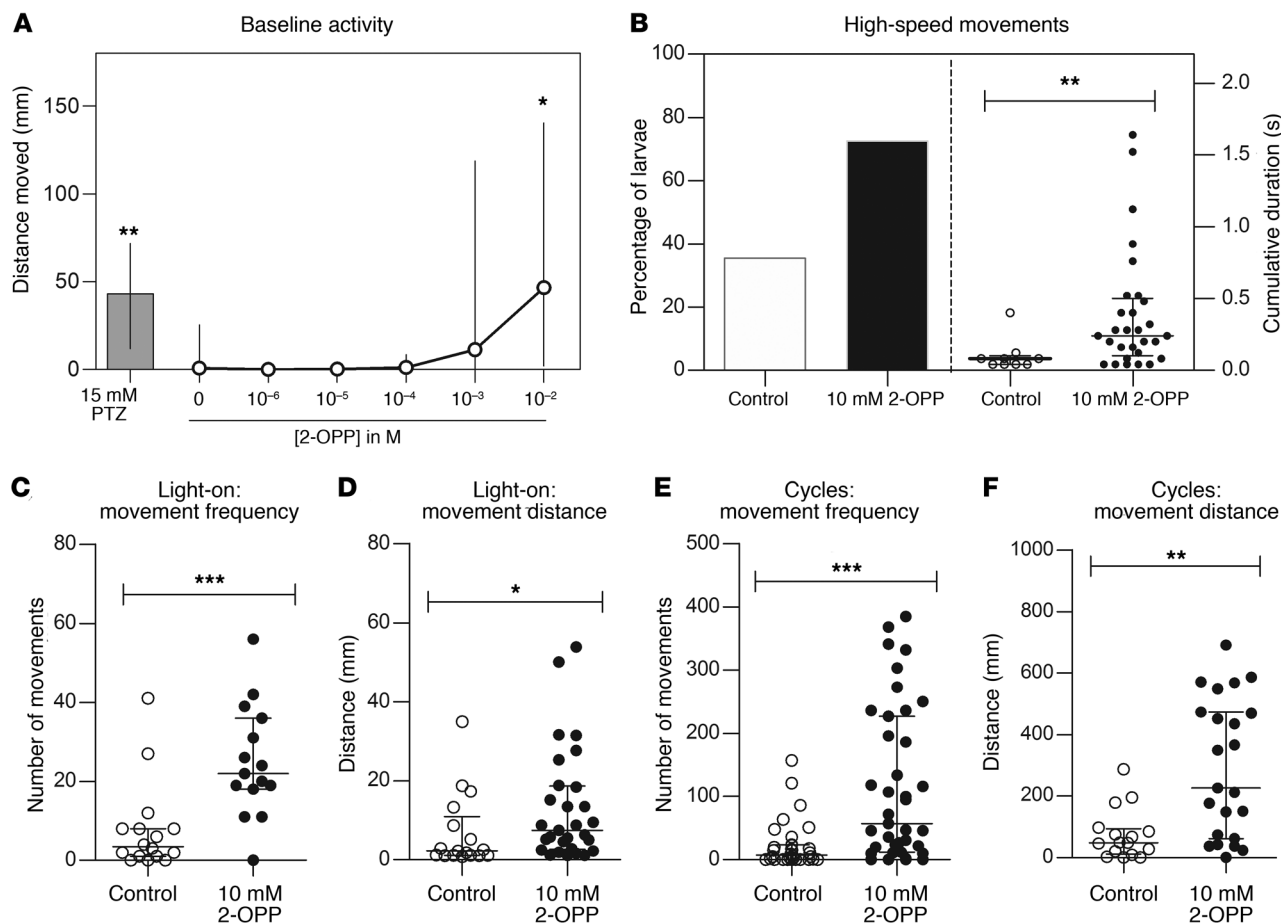 A
Baseline activity
Distance moved (mm)
150
100
50
0
**
*
15 mM
PTZ
0
10⁻⁶
10⁻⁵
10⁻⁴
10⁻³
10⁻²
[2-OPP] in M
B
High-speed movements
Percentage of larvae
100
80
60
40
20
0
**
2.0
1.5
1.0
0.5
0.0
Cumulative duration (s)
Control
10 mM 2-OPP
Control
10 mM 2-OPP
C
Light-on:
movement frequency
Number of movements
80
60
40
20
0
***
Control
10 mM
2-OPP
D
Light-on:
movement distance
Distance (mm)
80
60
40
20
0
*
Control
10 mM
2-OPP
E
Cycles:
movement frequency
Number of movements
500
400
300
200
100
0
***
Control
10 mM
2-OPP
F
Cycles:
movement distance
Distance (mm)
1000
800
600
400
200
0
**
Control
10 mM
2-OPP